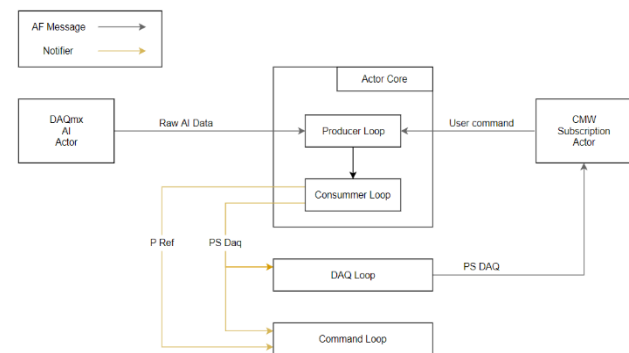 AF Message
Notifier
Actor Core
DAQmx
AI
Actor
Raw AI Data
Producer Loop
User command
CMW
Subscription
Actor
Consummer Loop
P Ref
PS Daq
DAQ Loop
PS DAQ
Command Loop